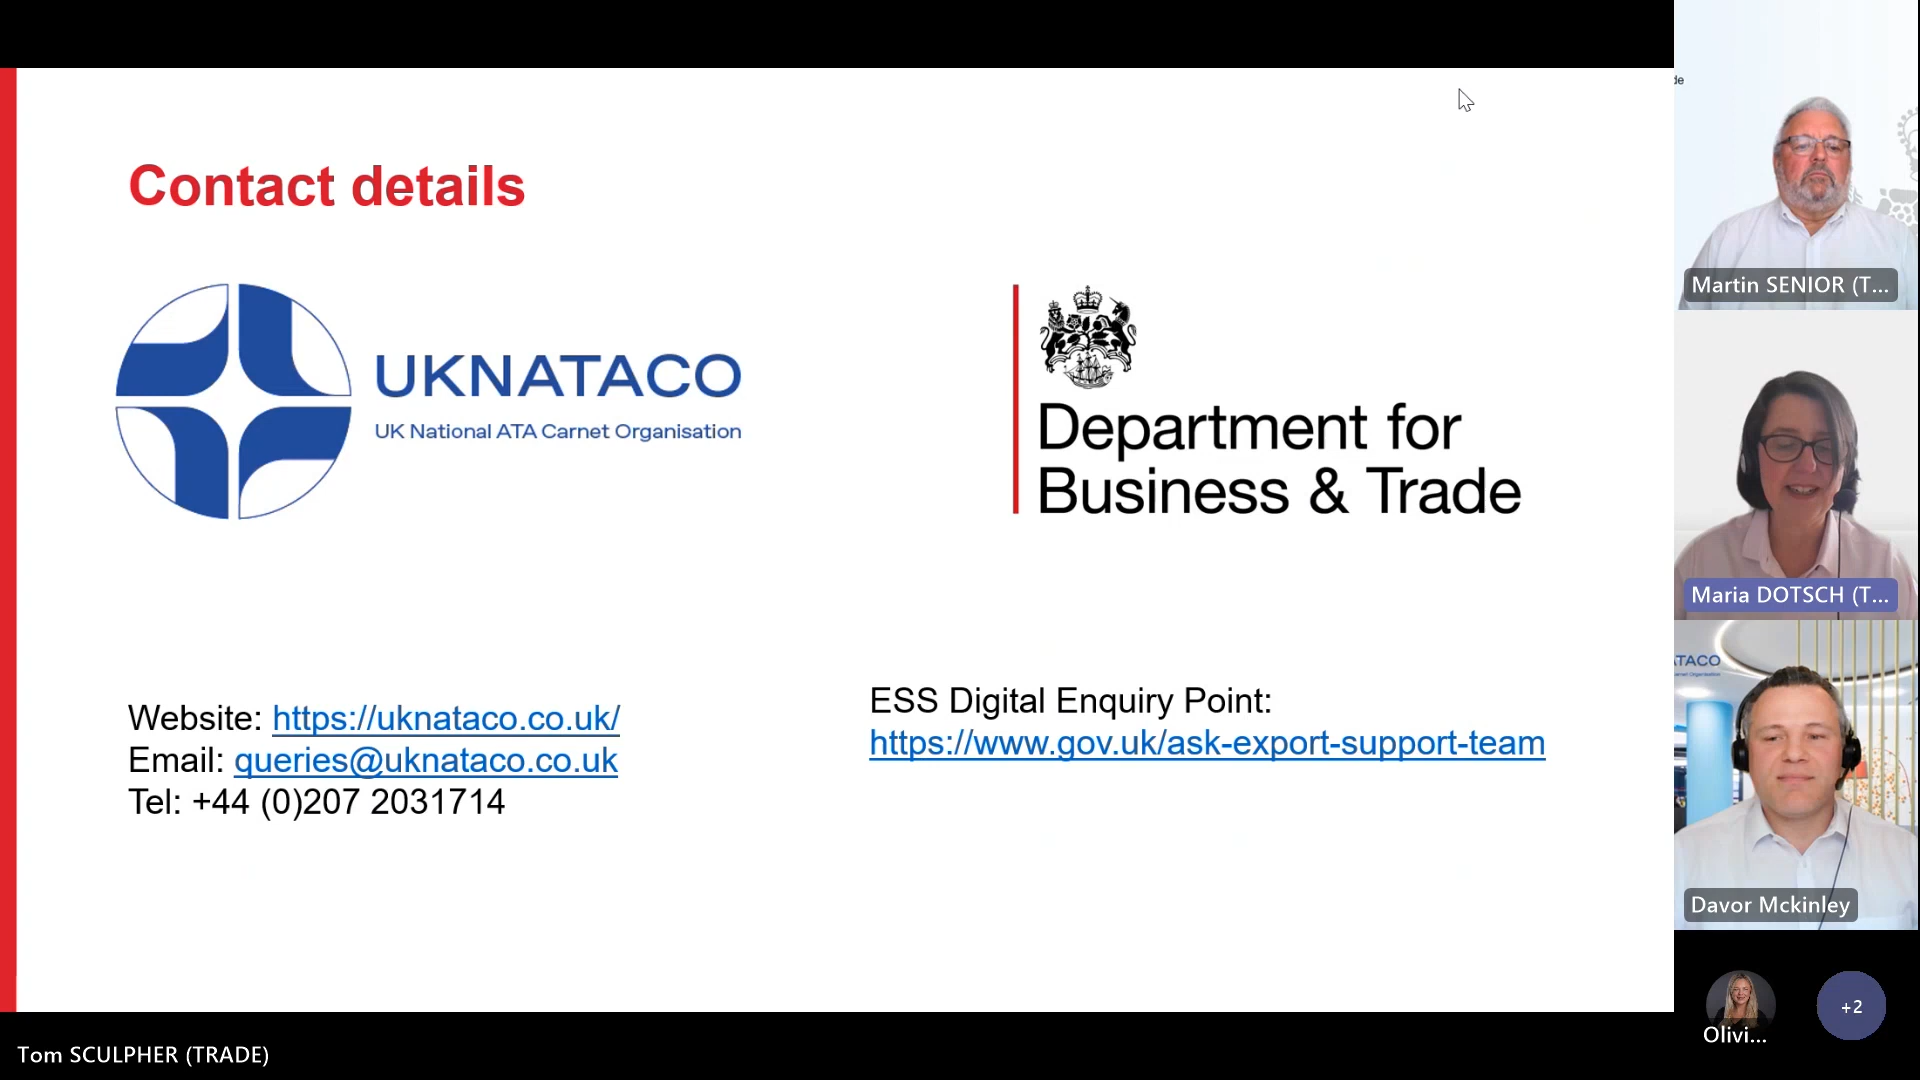 Contact details
UKNATACO
UK National ATA Carnet Organisation
Department for
Business & Trade
Website: https://uknataco.co.uk/
Email: queries@uknataco.co.uk
Tel: +44 (0)207 2031714
ESS Digital Enquiry Point:
https://www.gov.uk/ask-export-support-team
de
Martin SENIOR (T...
Maria DOTSCH (T...
TACO
Davor Mckinley
Olivi...
+2
Tom SCULPHER (TRADE)